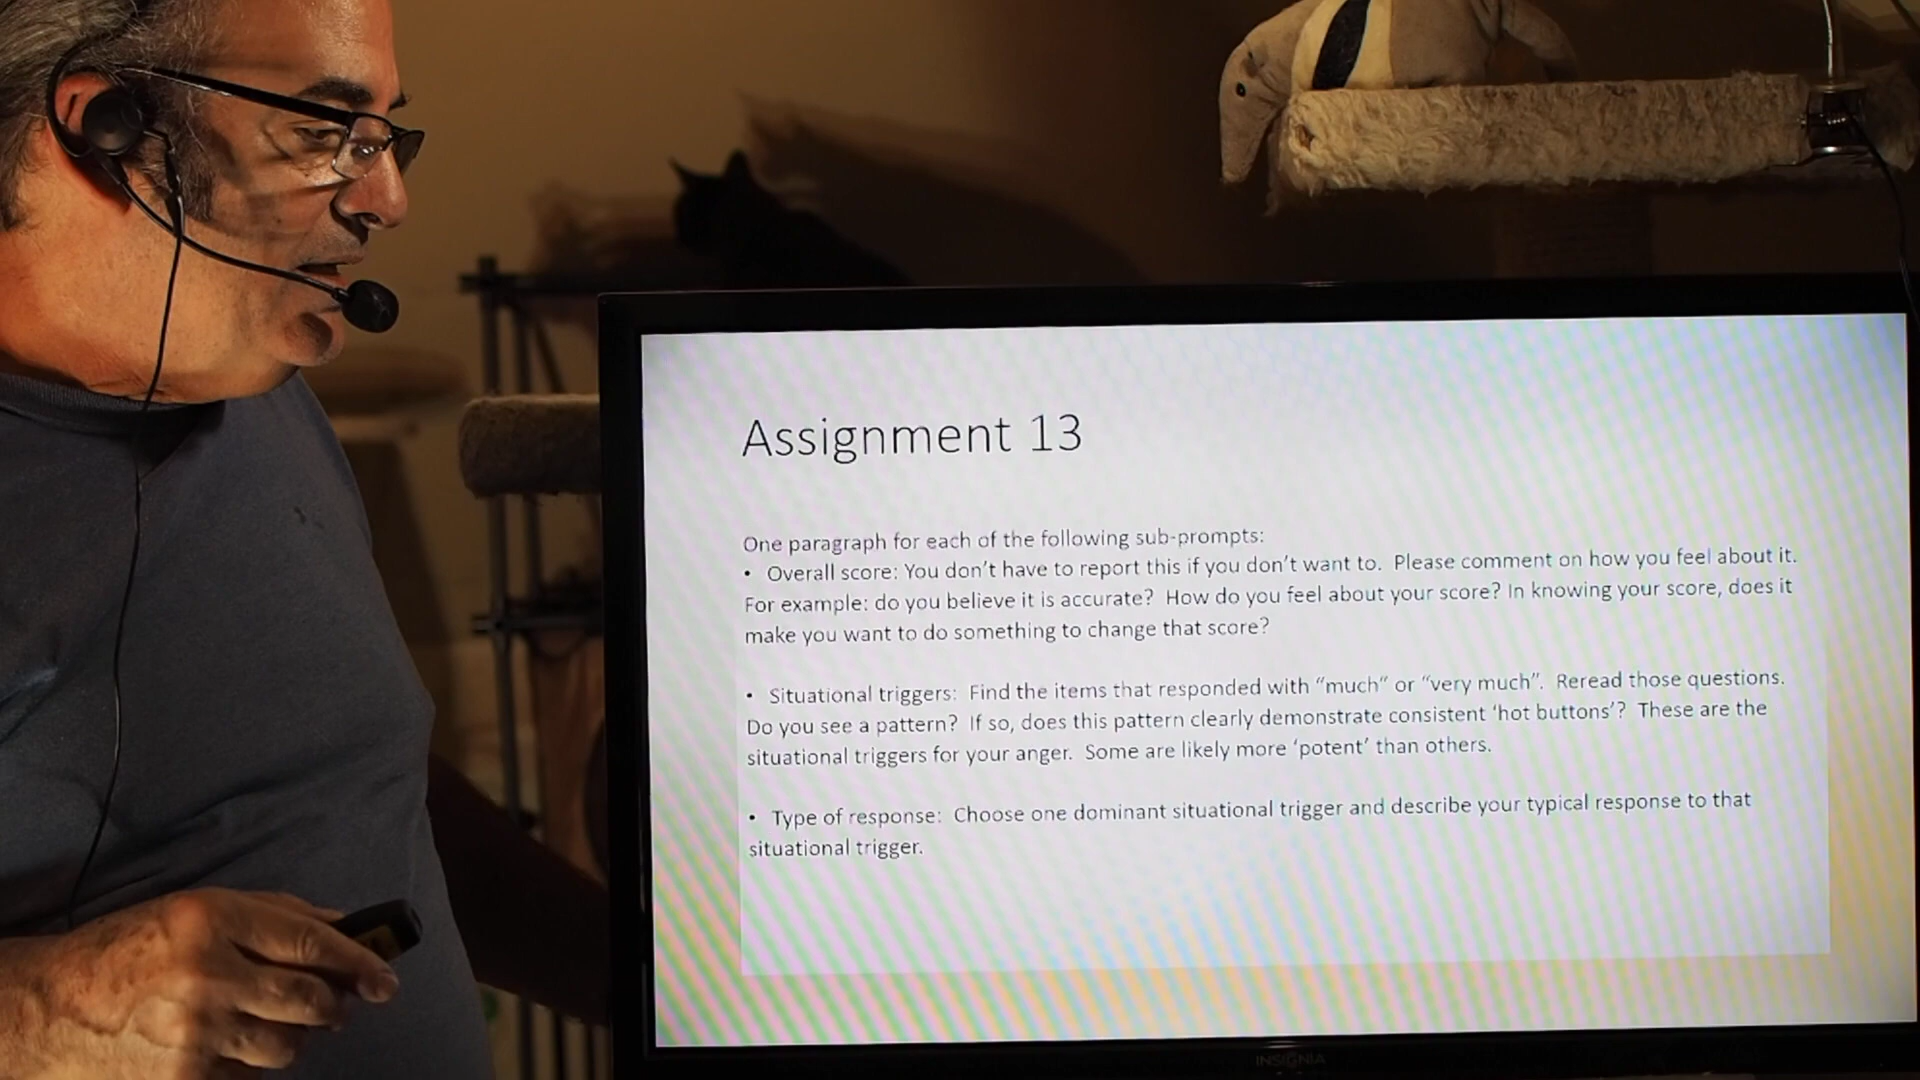 Assignment 13
One paragraph for each of the following sub-prompts:
• Overall score: You don't have to report this if you don't want to. Please comment on how you feel about it.
For example: do you believe it is accurate? How do you feel about your score? In knowing your score, does it
make you want to do something to change that score?
• Situational triggers: Find the items that responded with “much” or “very much”. Reread those questions.
Do you see a pattern? If so, does this pattern clearly demonstrate consistent ‘hot buttons’? These are the
situational triggers for your anger. Some are likely more ‘potent’ than others.
• Type of response: Choose one dominant situational trigger and describe your typical response to that
situational trigger.
INSIGNIA